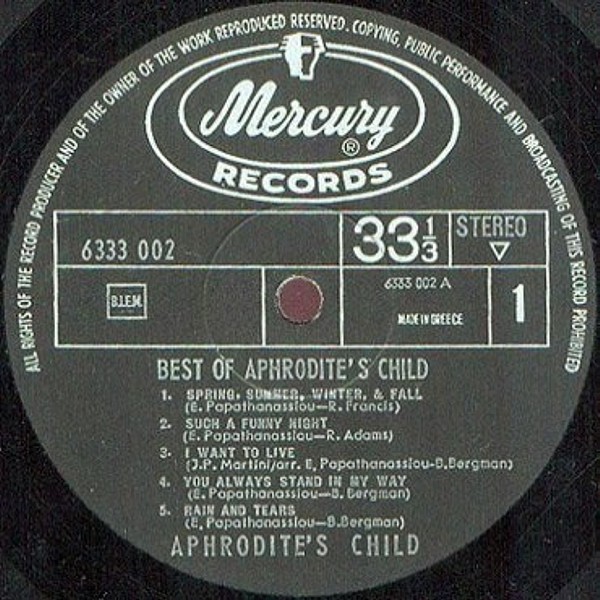 ALL RIGHTS OF THE RECORD PRODUCER AND OF THE OWNER OF THE WORK REPRODUCED RESERVED. COPYING, PUBLIC PERFORMANCE AND BROADCASTING OF THIS RECORD PROHIBITED
Mercury
®
RECORDS
6333 002
33 1/3
STEREO
B.I.E.M.
6333 002 A
MADE IN GREECE
1
BEST OF APHRODITE'S CHILD
1. SPRING, SUMMER, WINTER, & FALL
(E. Papathanassiou—R. Francis)
2. SUCH A FUNNY NIGHT
(E. Papathanassiou—R. Adams)
3. I WANT TO LIVE
(J.P. Martini/arr. E. Papathanassiou-B.Bergman)
4. YOU ALWAYS STAND IN MY WAY
(E. Papathanassiou—B. Bergman)
5. RAIN AND TEARS
(E. Papathanassiou—B.Bergman)
APHRODITE'S CHILD